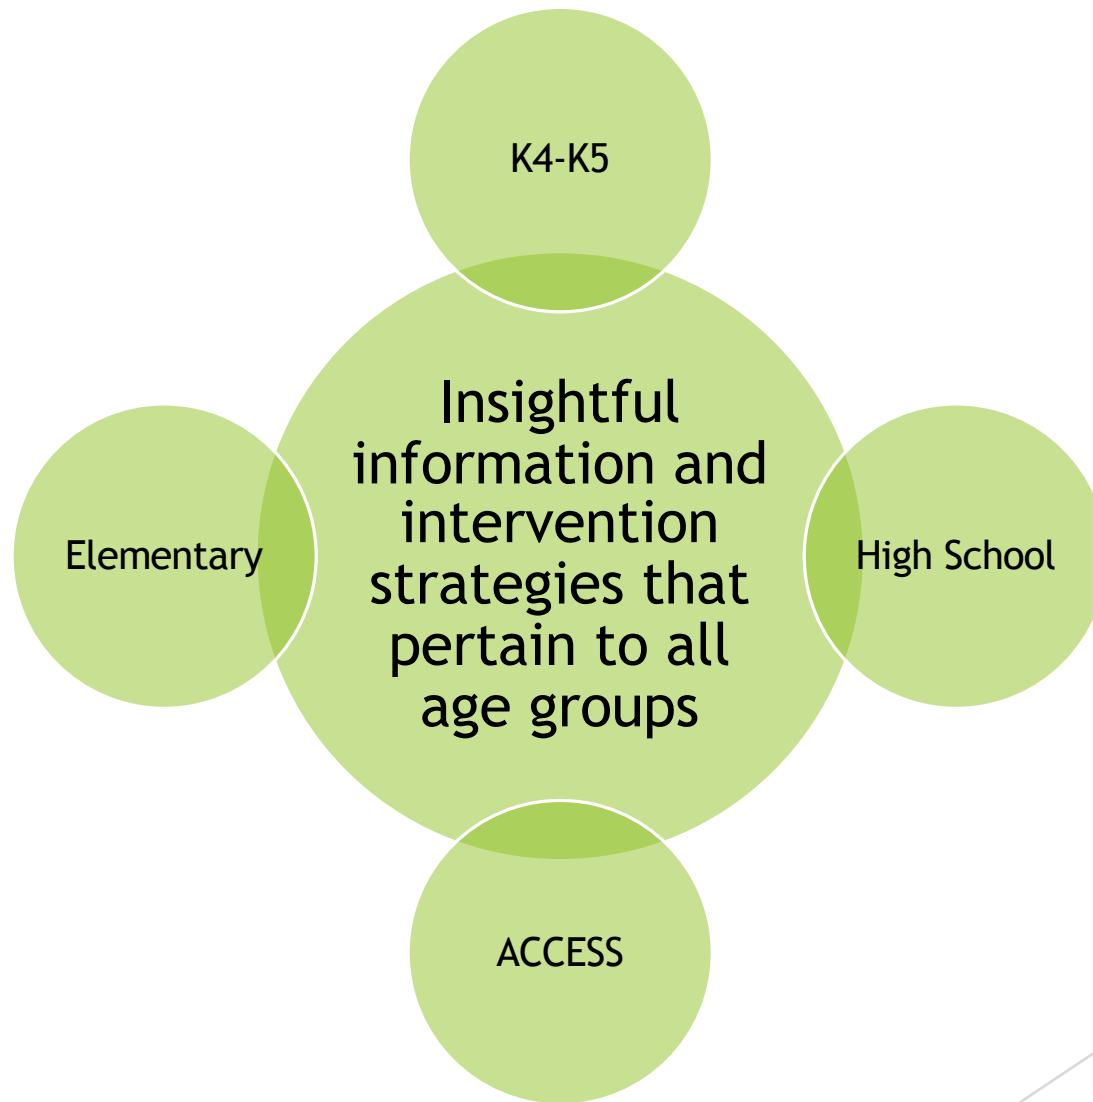 K4-K5
Insightful
information and
intervention
strategies that
pertain to all
age groups
Elementary
High School
ACCESS